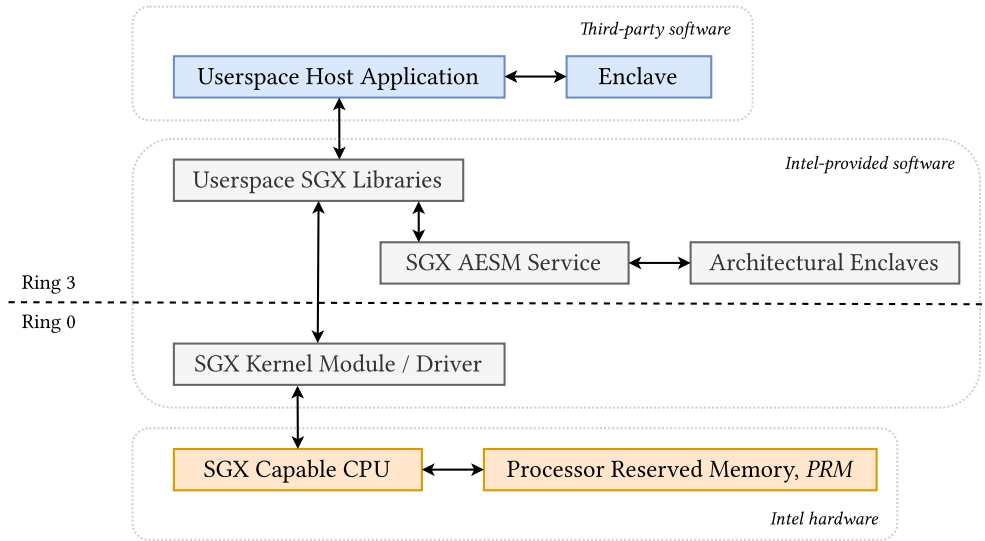 Third-party software
Userspace Host Application
Enclave
Intel-provided software
Userspace SGX Libraries
SGX AESM Service
Architectural Enclaves
Ring 3
Ring 0
SGX Kernel Module / Driver
SGX Capable CPU
Processor Reserved Memory, PRM
Intel hardware